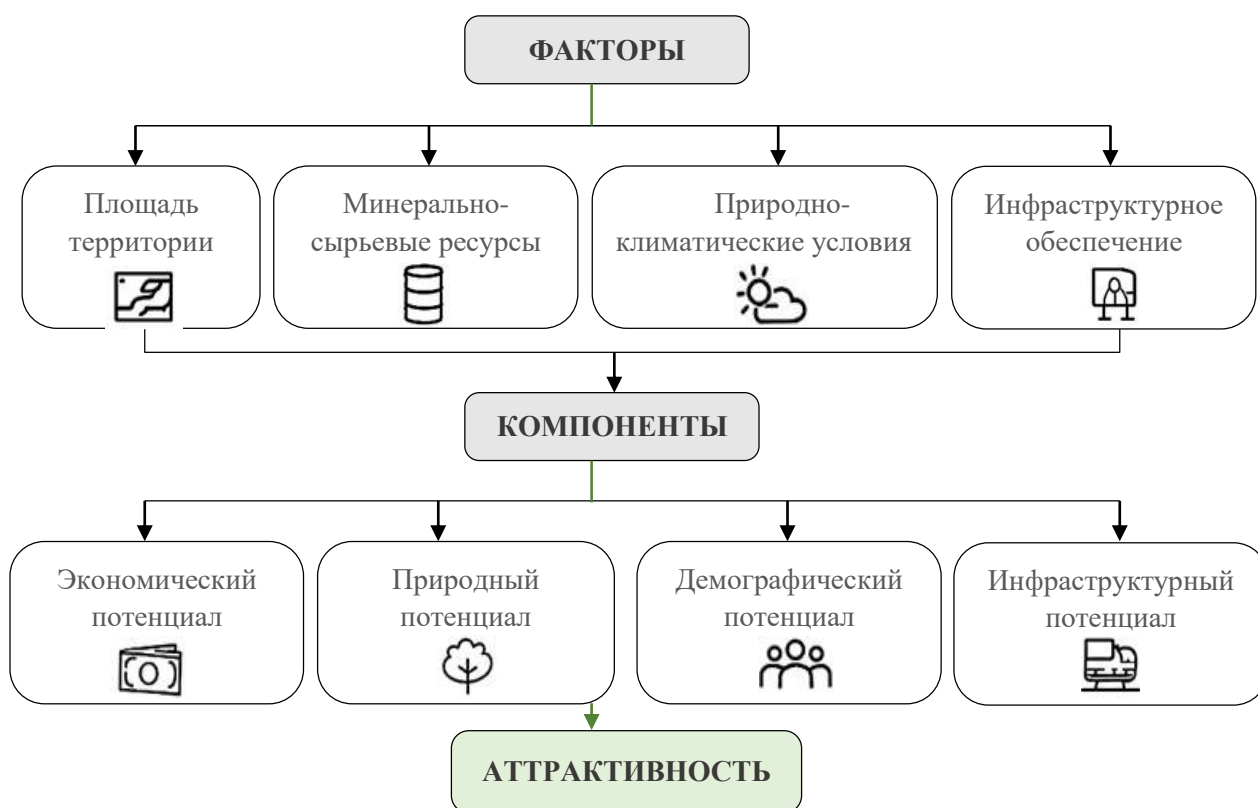 ФАКТОРЫ
Площадь
территории
Минерально-
сырьевые ресурсы
Природно-
климатические условия
Инфраструктурное
обеспечение
КОМПОНЕНТЫ
Экономический
потенциал
Природный
потенциал
Демографический
потенциал
Инфраструктурный
потенциал
АТТРАКТИВНОСТЬ